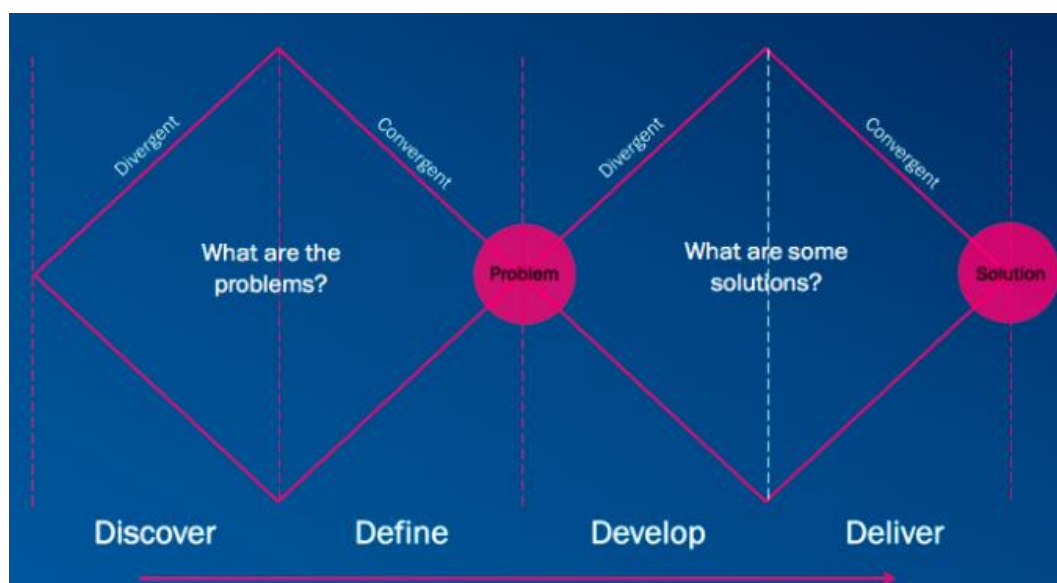 Divergent
Convergent
Divergent
Convergent
What are the
problems?
Problem
What are some
solutions?
Solution
Discover
Define
Develop
Deliver